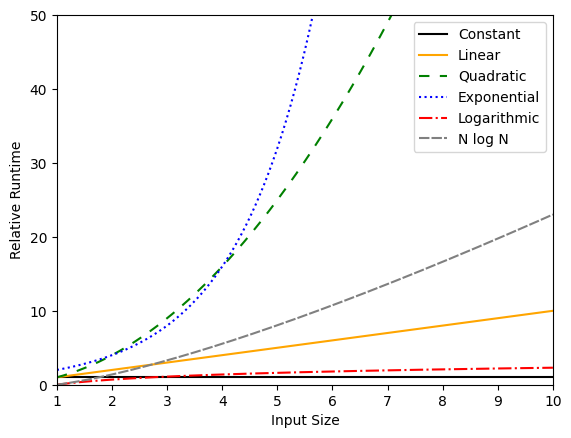 50
40
30
20
10
0
Relative Runtime
1 2 3 4 5 6 7 8 9 10
Input Size
Constant
Linear
Quadratic
Exponential
Logarithmic
N log N